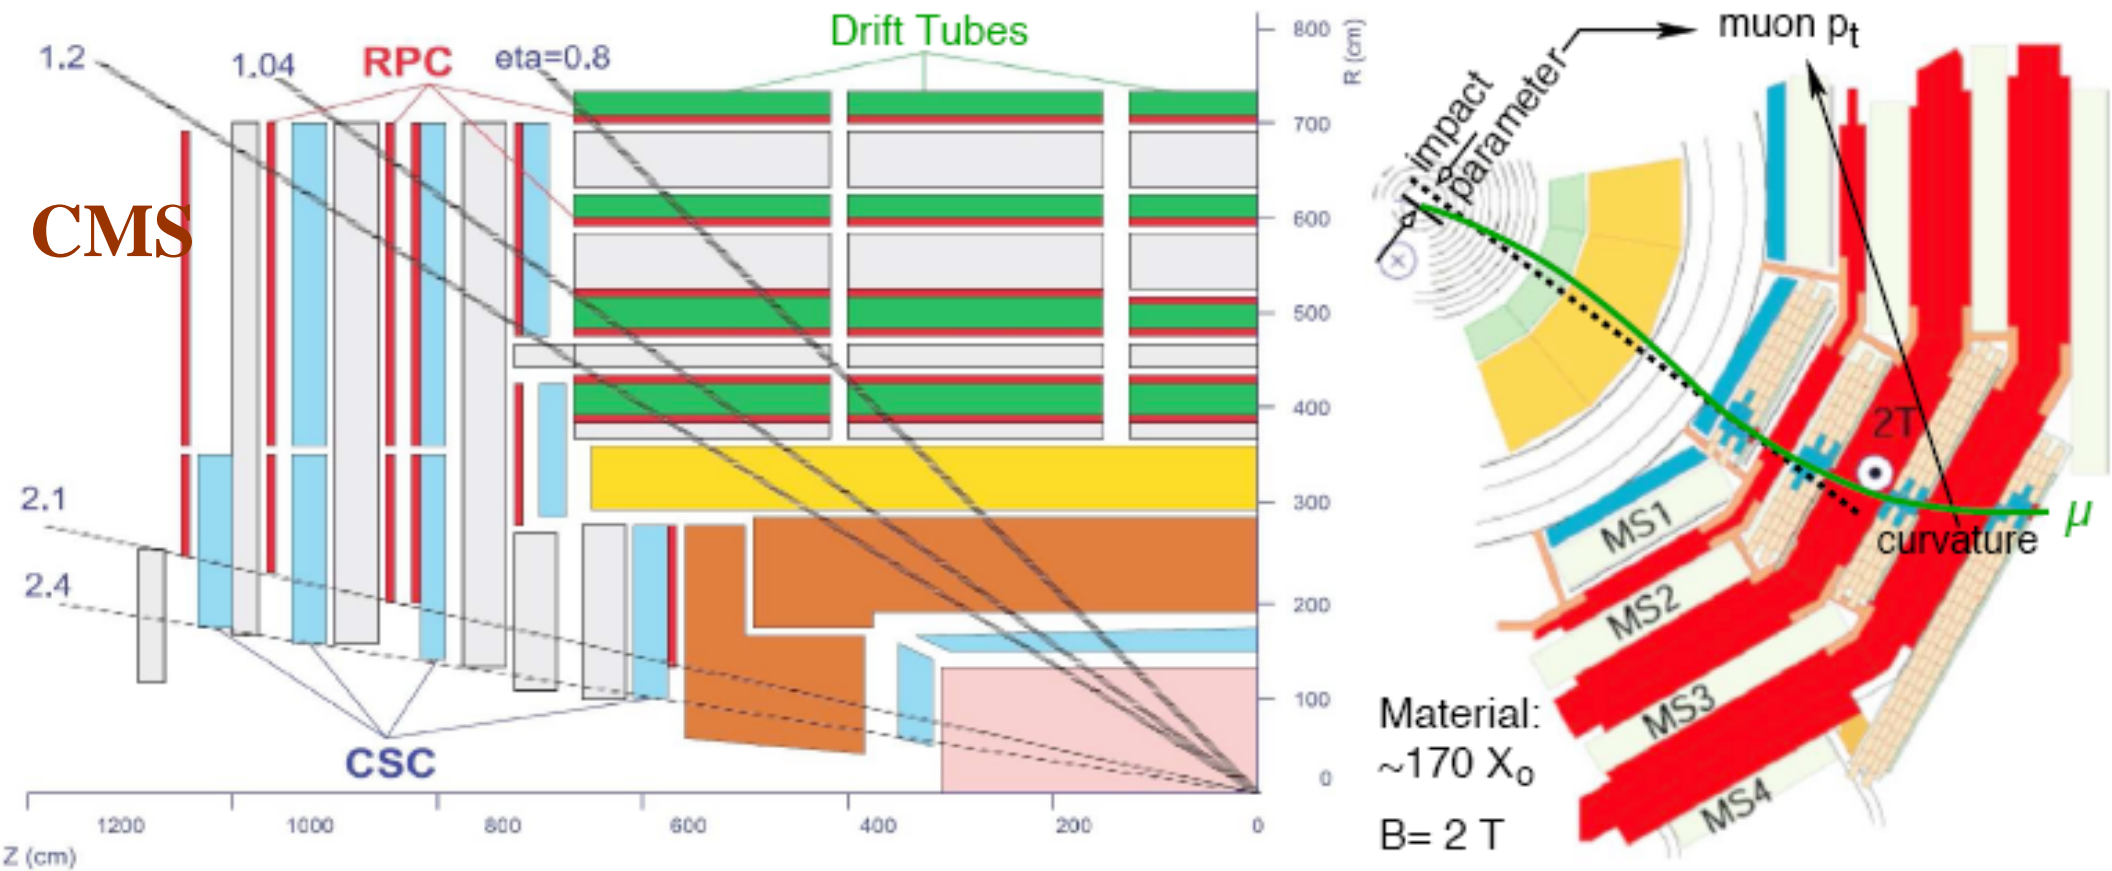 CMS
1.2
1.04
RPC
eta=0.8
Drift Tubes
2.1
2.4
CSC
800
700
600
500
400
300
200
100
0
R (cm)
1200
1000
800
600
400
200
0
Z (cm)
impact
parameter
muon pt
2T
μ
curvature
MS1
MS2
MS3
MS4
Material:
~170 Xo
B= 2 T